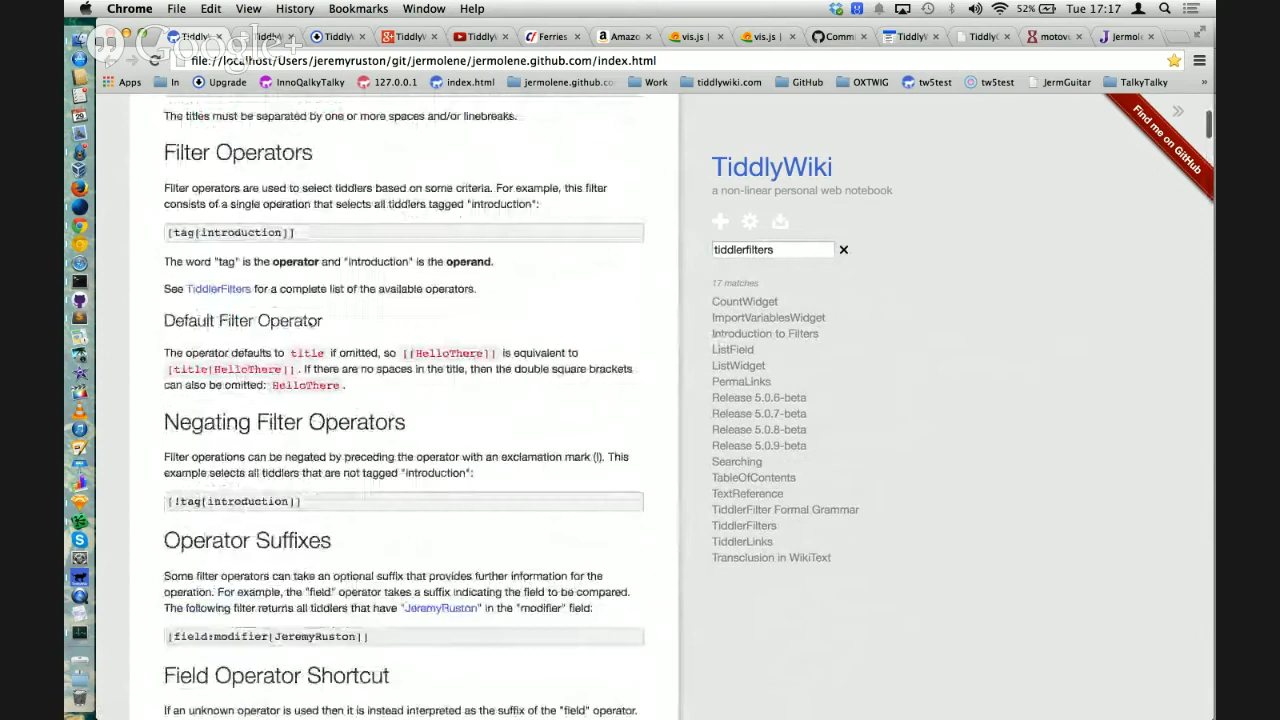 Chrome File Edit View History Bookmarks Window Help 52% Tue 17:17
Google+
TiddlyW Tiddly Ferries Amazo vis.js | vis.js | Comm Tiddly motovu Jermole
file://localhost/Users/jeremyruston/git/jermolene/jermolene.github.com/index.html
Apps In Upgrade InnoQalkyTalky 127.0.0.1 index.html jermolene.github.co Work tiddlywiki.com GitHub OXTWIG tw5test tw5test JermGuitar TalkyTalky »
The titles must be separated by one or more spaces and/or linebreaks.
Filter Operators
Filter operators are used to select tiddlers based on some criteria. For example, this filter
consists of a single operation that selects all tiddlers tagged "introduction":
[tag[introduction]]
The word "tag" is the operator and "introduction" is the operand.
See TiddlerFilters for a complete list of the available operators.
Default Filter Operator
The operator defaults to title if omitted, so [[HelloThere]] is equivalent to
[title[HelloThere]]. If there are no spaces in the title, then the double square brackets
can also be omitted: HelloThere.
Negating Filter Operators
Filter operations can be negated by preceding the operator with an exclamation mark (!). This
example selects all tiddlers that are not tagged "introduction":
[!tag[introduction]]
Operator Suffixes
Some filter operators can take an optional suffix that provides further information for the
operation. For example, the "field" operator takes a suffix indicating the field to be compared.
The following filter returns all tiddlers that have "JeremyRuston" in the "modifier" field:
[field:modifier[JeremyRuston]]
Field Operator Shortcut
If an unknown operator is used then it is instead interpreted as the suffix of the "field" operator.
Find me on GitHub
TiddlyWiki
a non-linear personal web notebook
tiddlerfilters
17 matches
CountWidget
ImportVariablesWidget
Introduction to Filters
ListField
ListWidget
PermaLinks
Release 5.0.6-beta
Release 5.0.7-beta
Release 5.0.8-beta
Release 5.0.9-beta
Searching
TableOfContents
TextReference
TiddlerFilter Formal Grammar
TiddlerFilters
TiddlerLinks
Transclusion in WikiText